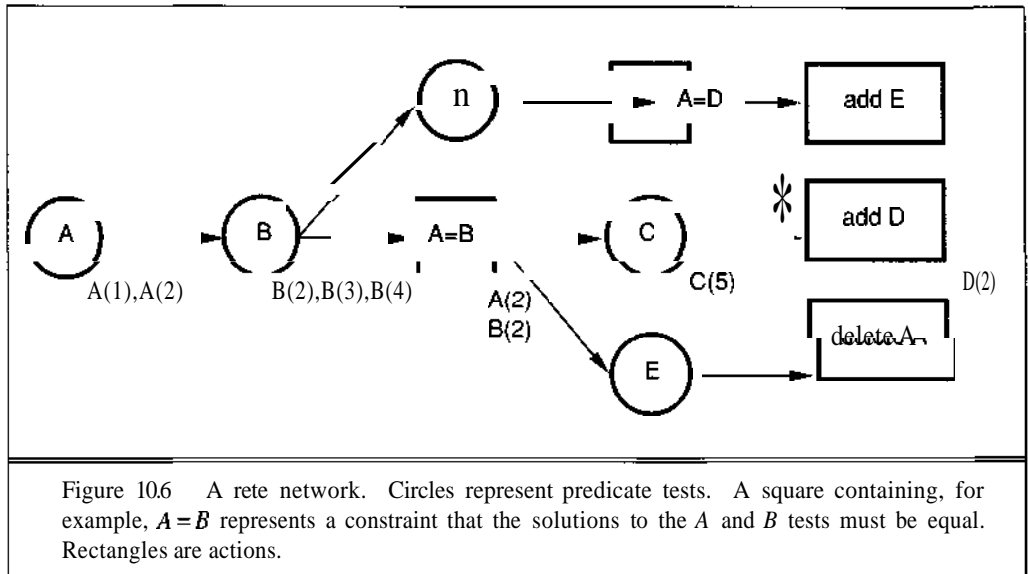 n
A=D
add E
A
B
A=B
C
add D
A(1),A(2)
B(2),B(3),B(4)
A(2)
B(2)
C(5)
D(2)
E
delete A
Figure 10.6 A rete network. Circles represent predicate tests. A square containing, for
example, A=B represents a constraint that the solutions to the A and B tests must be equal.
Rectangles are actions.